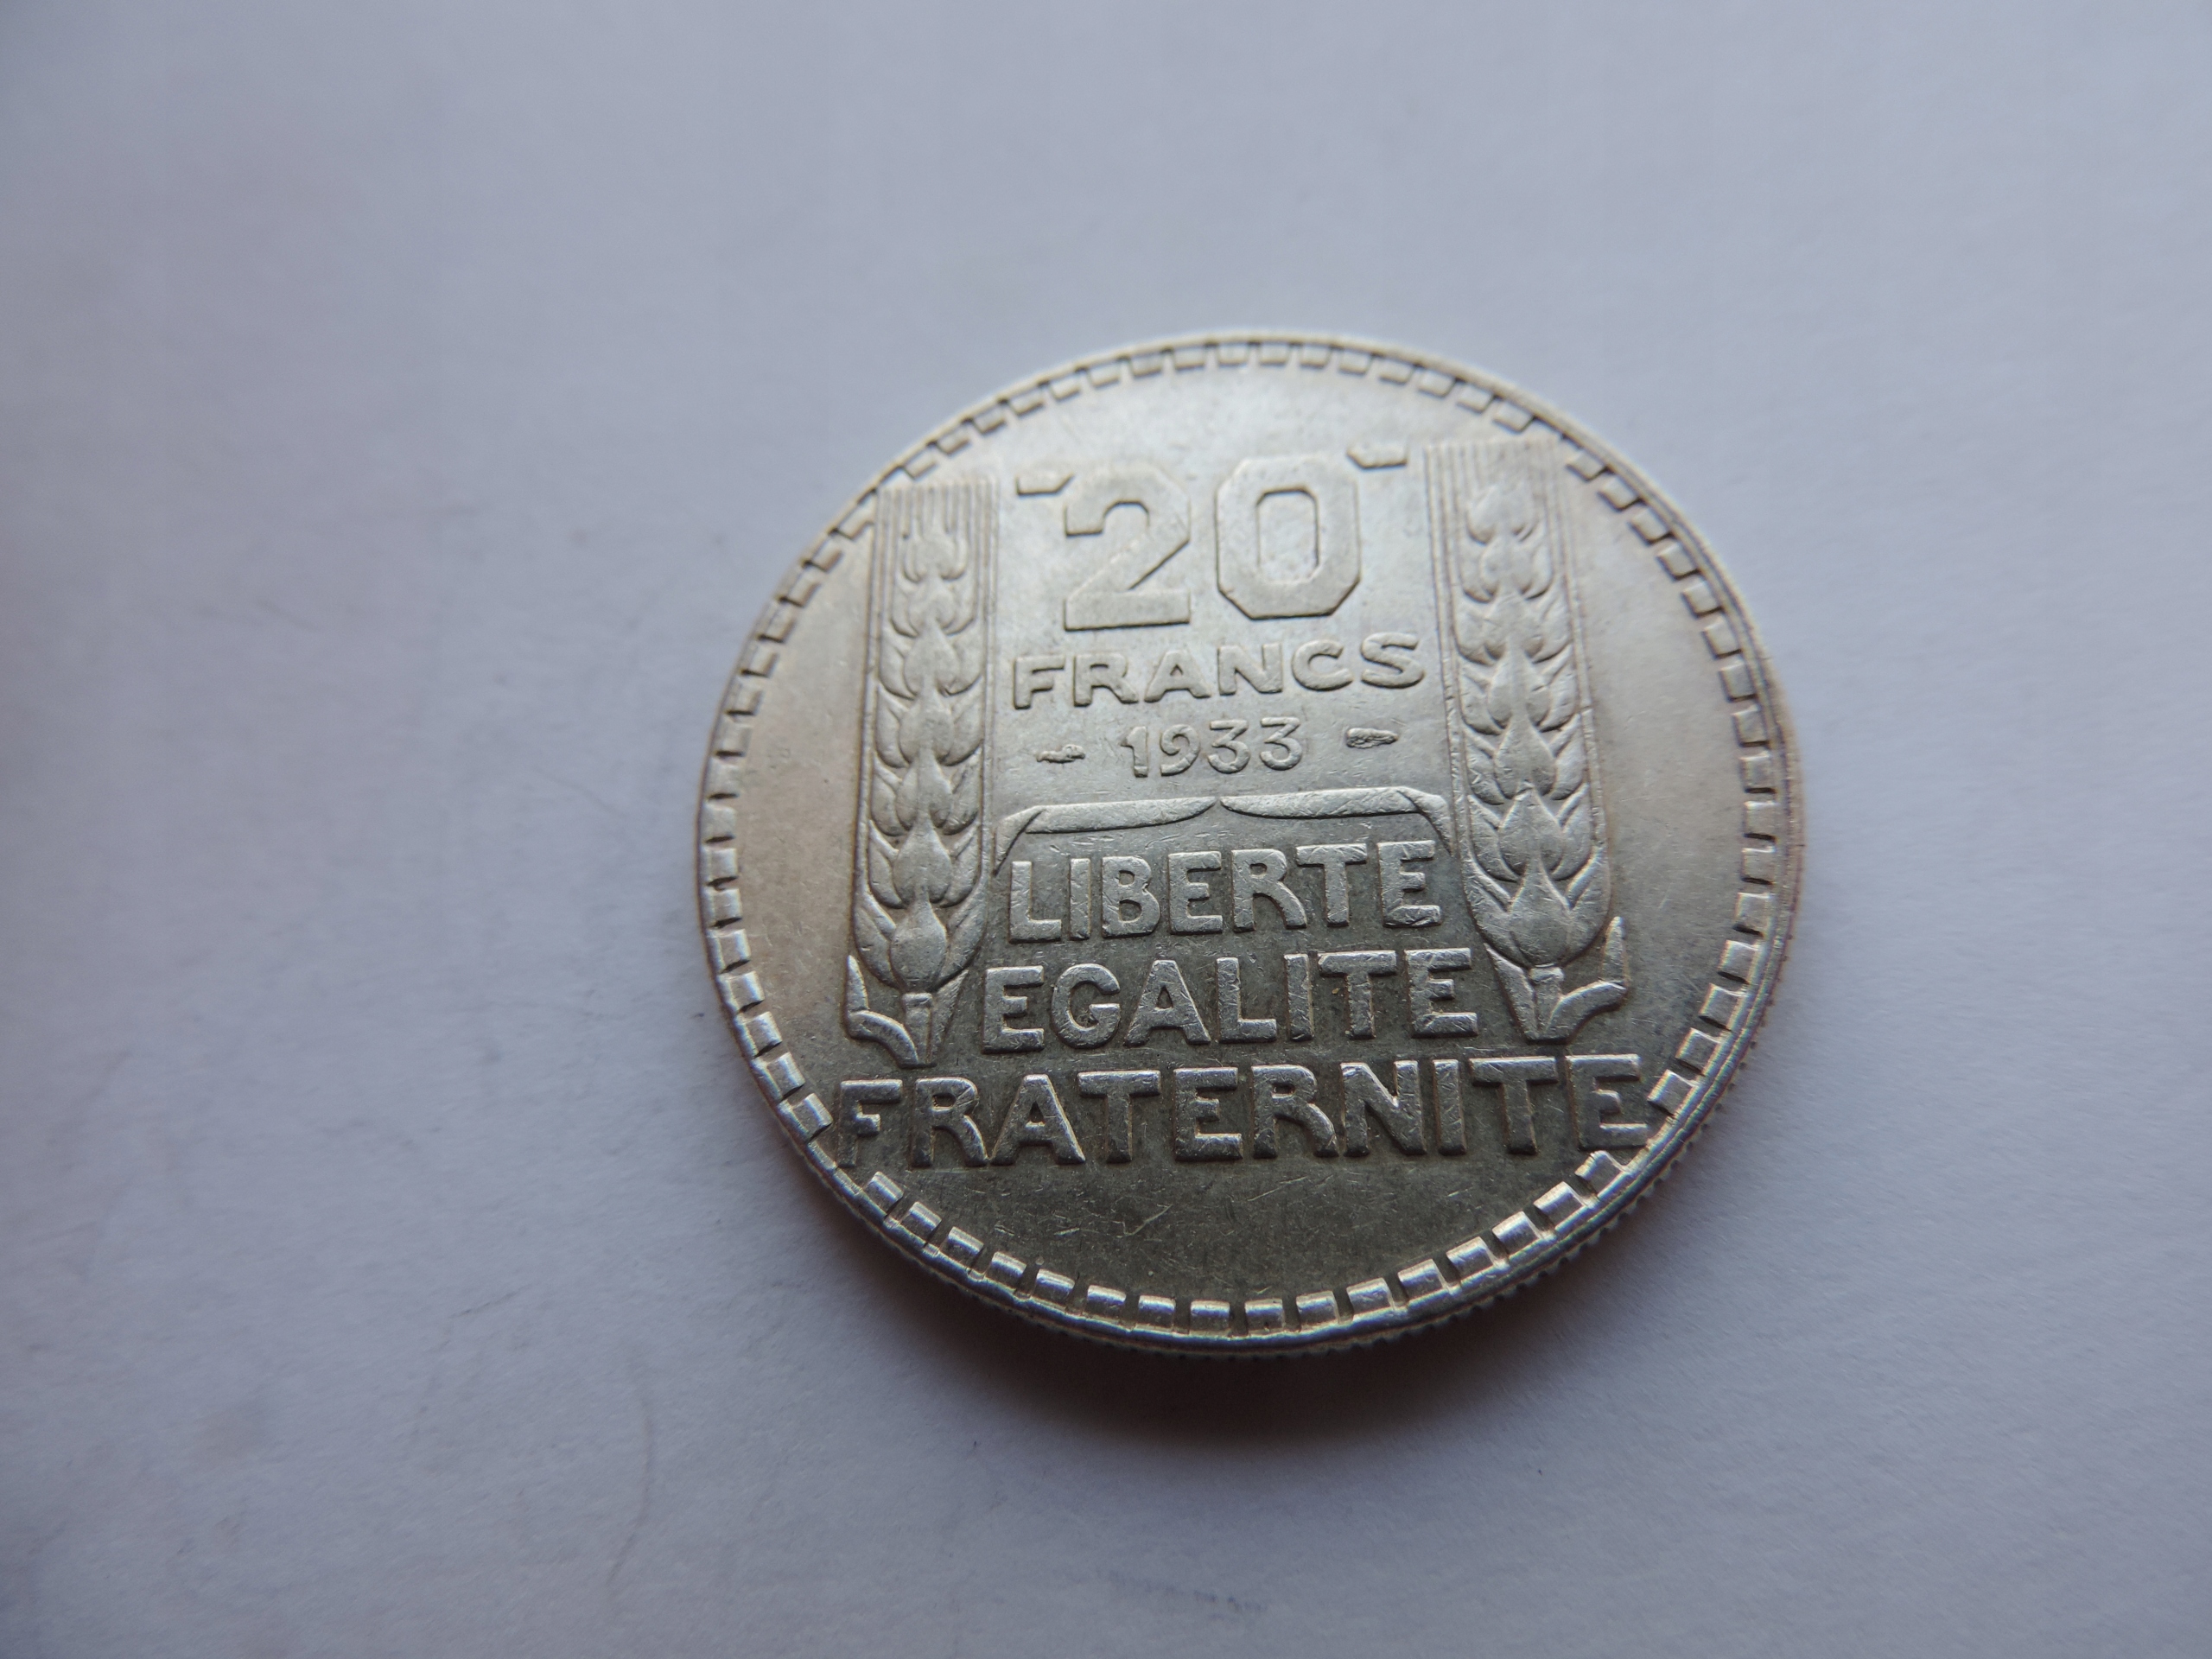 20
FRANCS
- 1933 -
LIBERTE
EGALITE
FRATERNITE